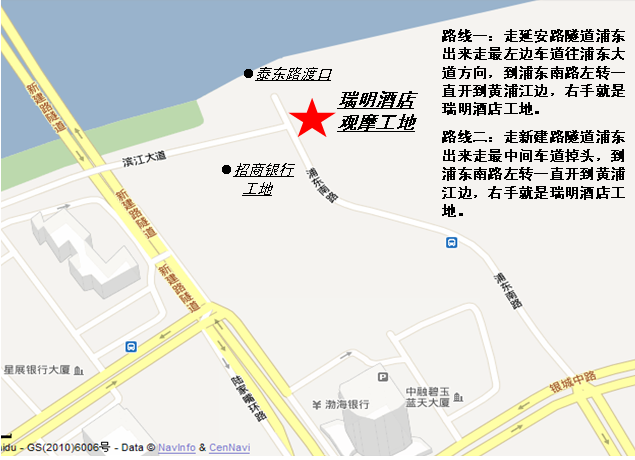 路线一：走延安路隧道浦东
出来走最左边车道往浦东大
道方向，到浦东南路左转一
直开到黄浦江边，右手就是
瑞明酒店工地。
路线二：走新建路隧道浦东
出来走最中间车道掉头，到
浦东南路左转一直开到黄浦
江边，右手就是瑞明酒店工
地。
泰东路渡口
瑞明酒店
观摩工地
新建路隧道
滨江大道
招商银行
工地
浦东南路
新建路隧道
新建路隧道
浦东南路
星展银行大厦
陆家嘴环路
渤海银行
P
中融碧玉
蓝天大厦
银城中路
idu - GS(2010)6006号 - Data © NavInfo & CenNavi